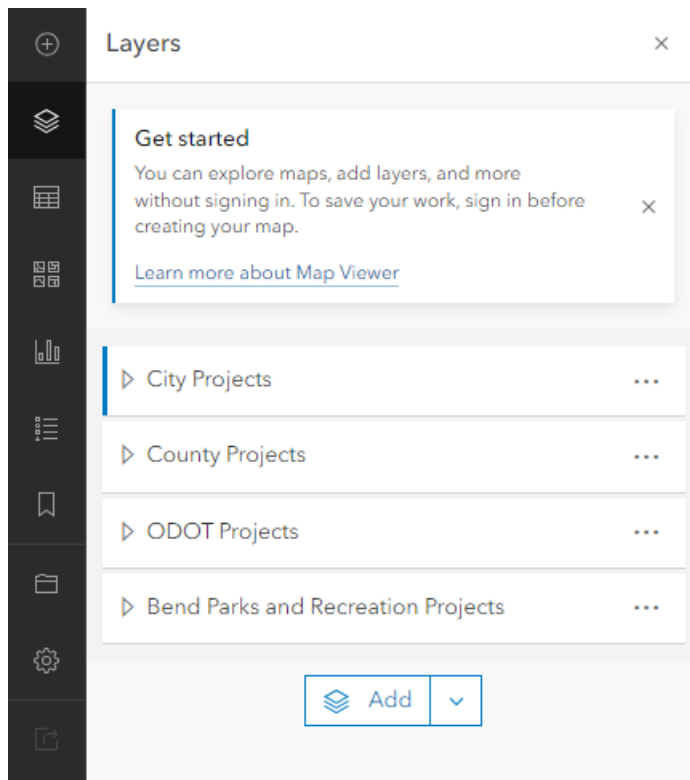 Layers
Get started
You can explore maps, add layers, and more
without signing in. To save your work, sign in before
creating your map.
Learn more about Map Viewer
City Projects
County Projects
ODOT Projects
Bend Parks and Recreation Projects
Add